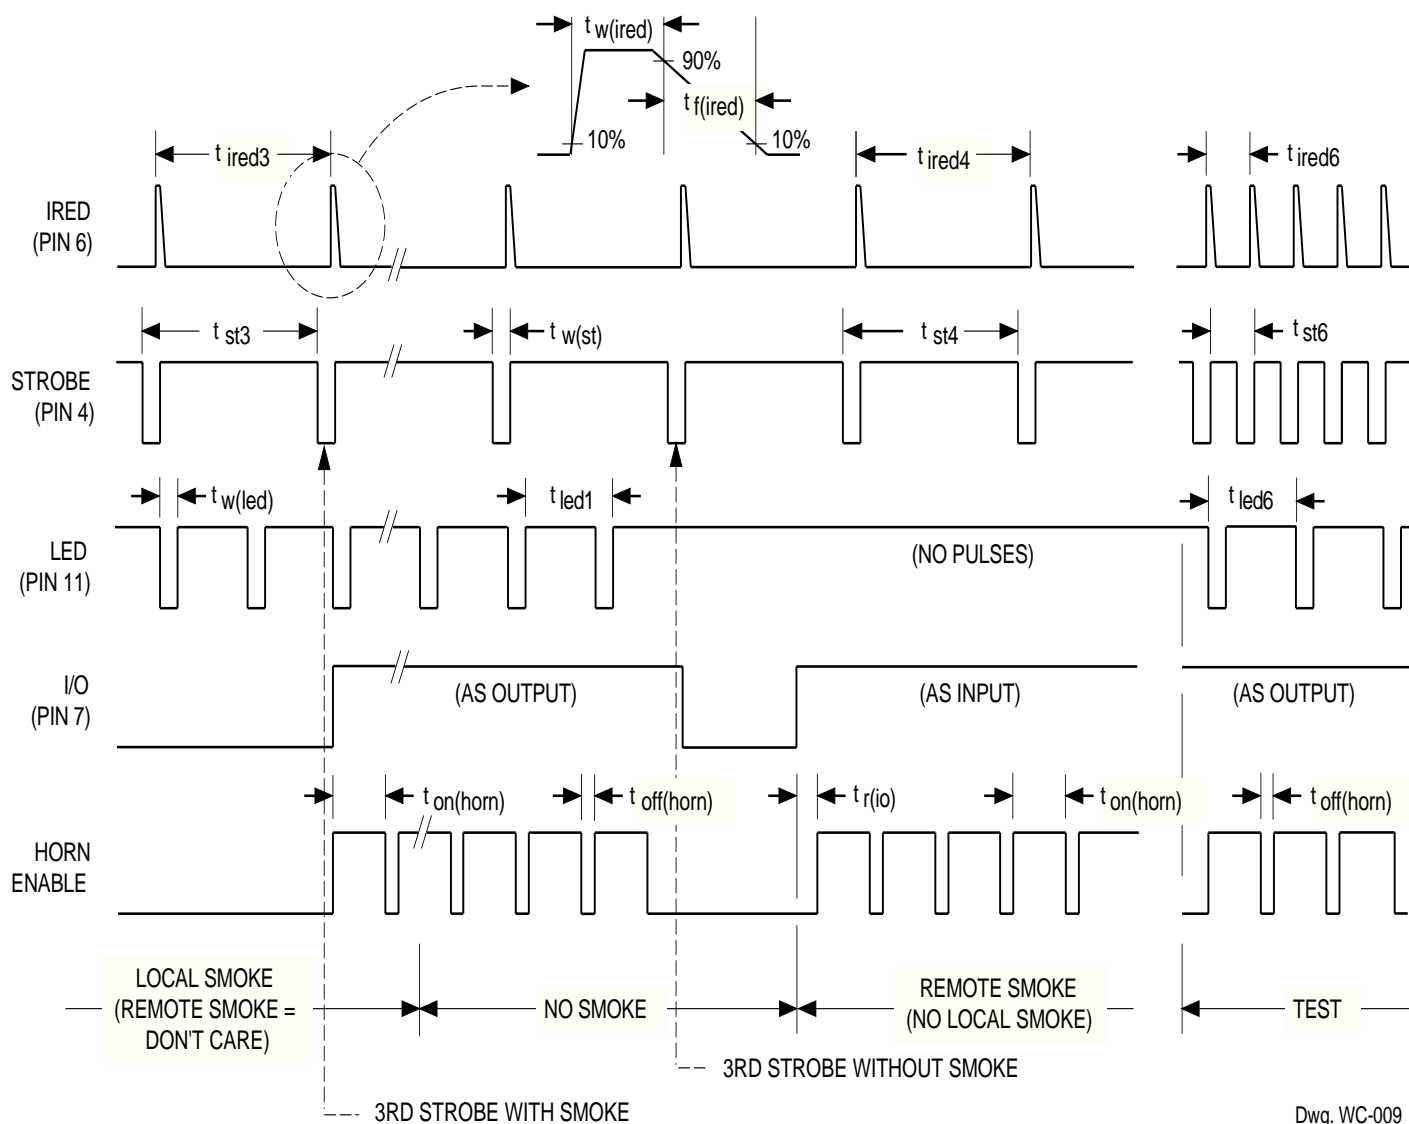 t w(ired)
90%
t f(ired)
10%
10%
t ired3
t ired4
t ired6
IRED
(PIN 6)
t st3
t w(st)
t st4
t st6
STROBE
(PIN 4)
t w(led)
t led1
t led6
LED
(PIN 11)
(NO PULSES)
I/O
(PIN 7)
(AS OUTPUT)
(AS INPUT)
(AS OUTPUT)
t on(horn)
t off(horn)
t r(io)
t on(horn)
t off(horn)
HORN
ENABLE
LOCAL SMOKE
(REMOTE SMOKE =
DON'T CARE)
NO SMOKE
REMOTE SMOKE
(NO LOCAL SMOKE)
TEST
3RD STROBE WITHOUT SMOKE
3RD STROBE WITH SMOKE
Dwg. WC-009